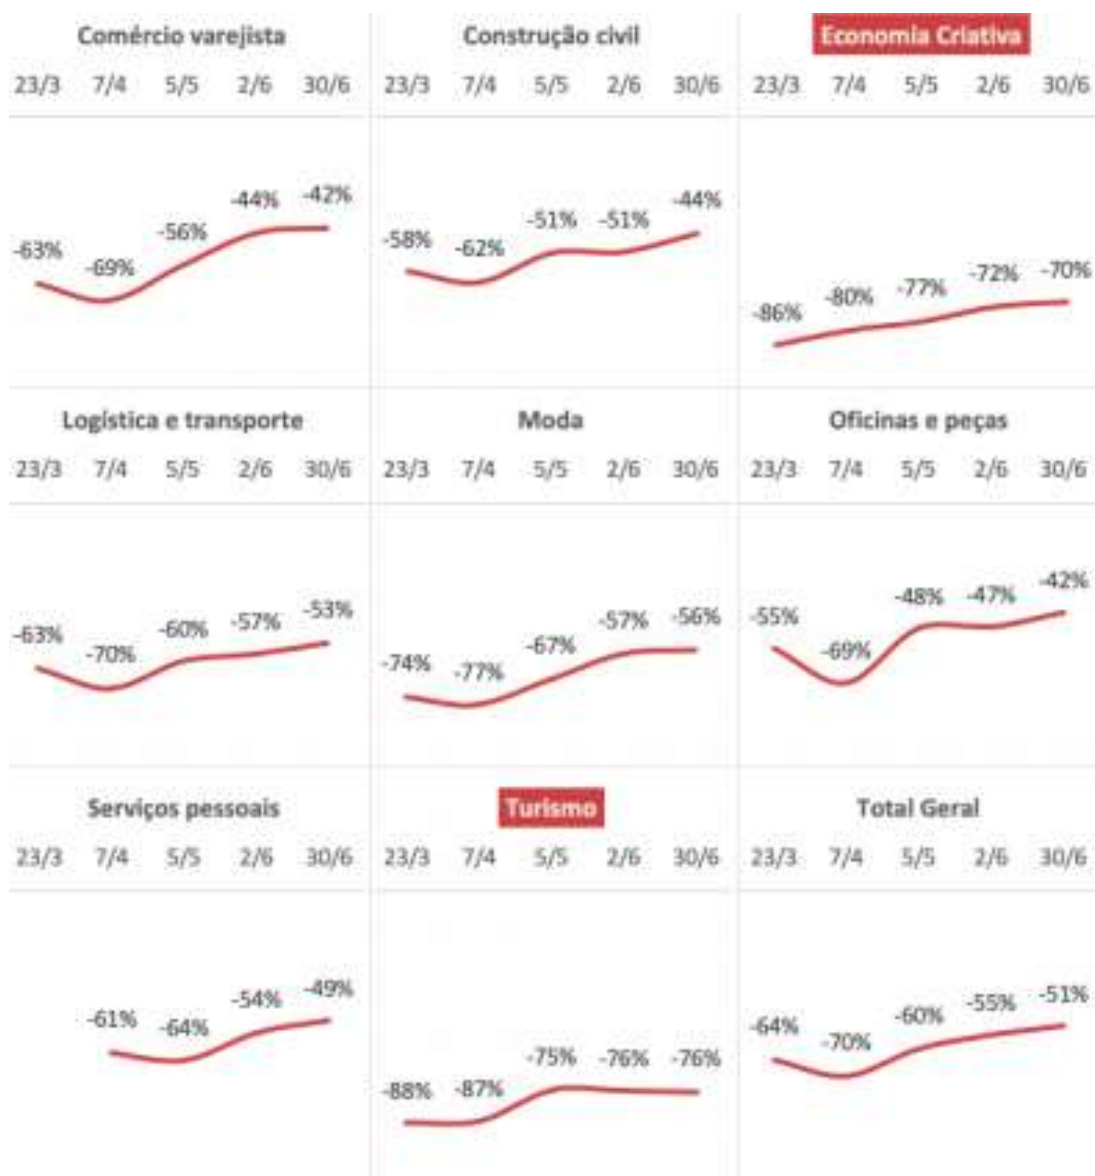 Comércio varejista
23/3 7/4 5/5 2/6 30/6
-63% -69% -56% -44% -42%
Construção civil
23/3 7/4 5/5 2/6 30/6
-58% -62% -51% -51% -44%
Economia Criativa
23/3 7/4 5/5 2/6 30/6
-86% -80% -77% -72% -70%
Logística e transporte
23/3 7/4 5/5 2/6 30/6
-63% -70% -60% -57% -53%
Moda
23/3 7/4 5/5 2/6 30/6
-74% -77% -67% -57% -56%
Oficinas e peças
23/3 7/4 5/5 2/6 30/6
-55% -69% -48% -47% -42%
Serviços pessoais
23/3 7/4 5/5 2/6 30/6
-61% -64% -54% -49%
Turismo
23/3 7/4 5/5 2/6 30/6
-88% -87% -75% -76% -76%
Total Geral
23/3 7/4 5/5 2/6 30/6
-64% -70% -60% -55% -51%